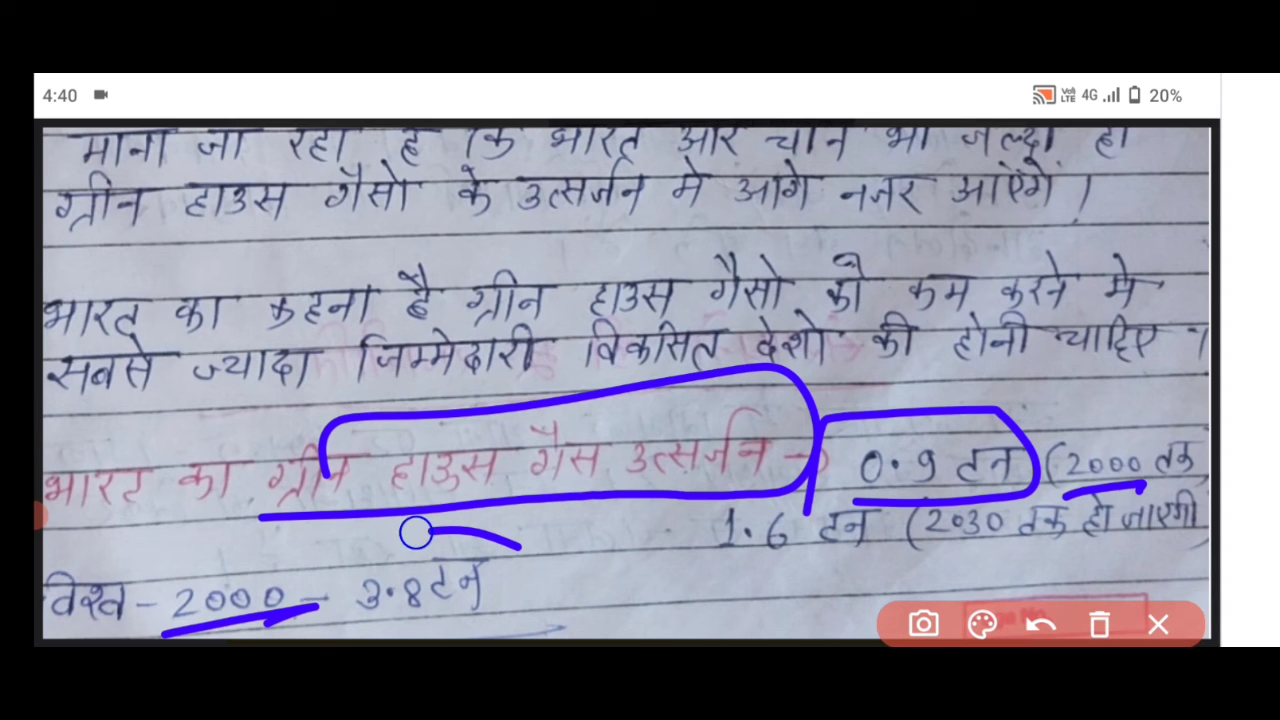 4:40 VoLTE 4G 20%
माना जा रहा है कि भारत और चीन भी जल्दी ही
ग्रीन हाउस गैसो के उत्सर्जन मे आगे नजर आएंगे ।
भारत का कहना है ग्रीन हाउस गैसो को कम करने मे
सबसे ज्यादा जिम्मेदारी विकसित देशो की होनी चाहिए ।
भारत का ग्रीन हाउस गैस उत्सर्जन → 0.9 टन (2000 तक
1.6 टन (2030 तक हो जाएगी)
विश्व - 2000 - 3.8 टन